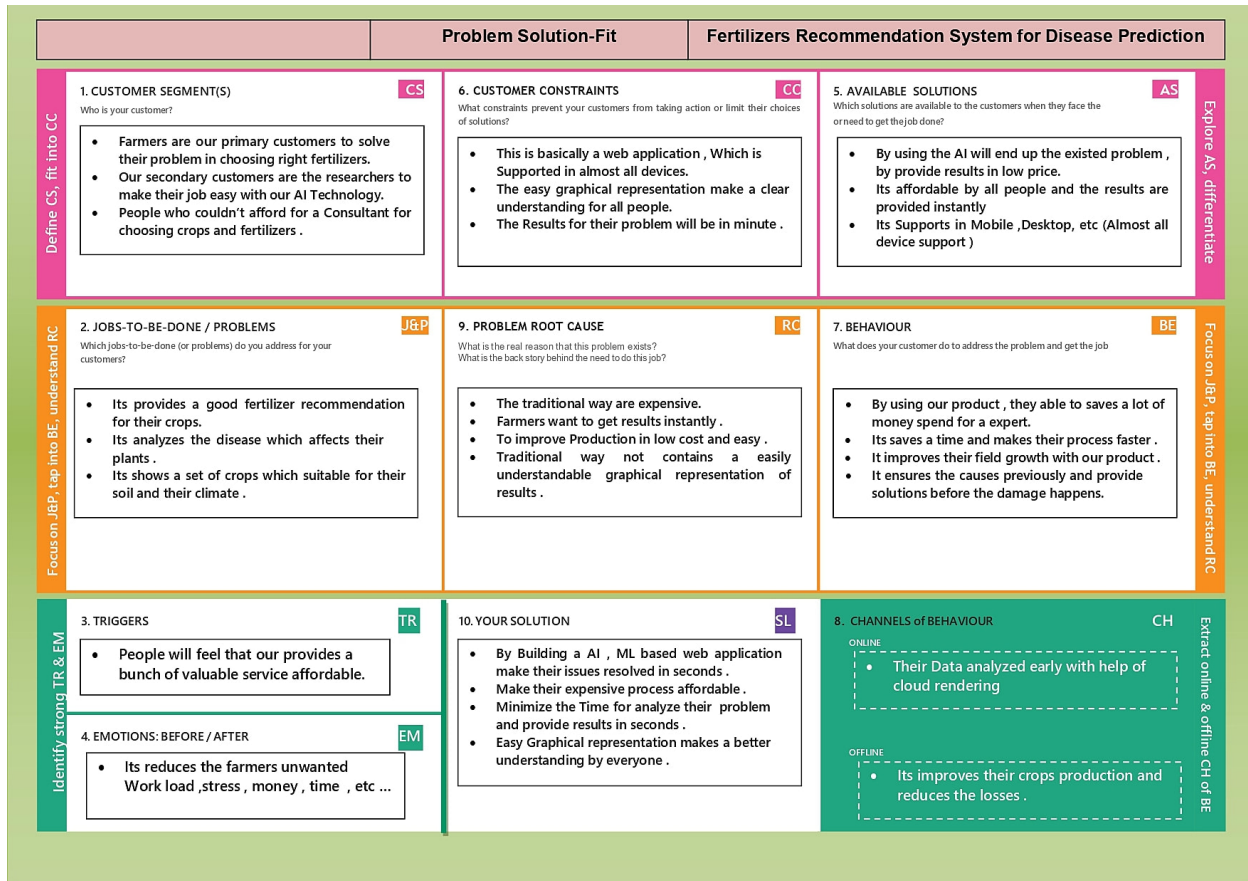 Problem Solution-Fit
Fertilizers Recommendation System for Disease Prediction
Define CS, fit into CC
1. CUSTOMER SEGMENT(S)
CS
Who is your customer?
• Farmers are our primary customers to solve
their problem in choosing right fertilizers.
• Our secondary customers are the researchers to
make their job easy with our AI Technology.
• People who couldn't afford for a Consultant for
choosing crops and fertilizers .
6. CUSTOMER CONSTRAINTS
CC
What constraints prevent your customers from taking action or limit their choices
of solutions?
• This is basically a web application , Which is
Supported in almost all devices.
• The easy graphical representation make a clear
understanding for all people.
• The Results for their problem will be in minute .
5. AVAILABLE SOLUTIONS
AS
Which solutions are available to the customers when they face the
or need to get the job done?
• By using the AI will end up the existed problem ,
by provide results in low price.
• Its affordable by all people and the results are
provided instantly
• Its Supports in Mobile ,Desktop, etc (Almost all
device support )
Explore AS, differentiate
Focus on J&P, tap into BE, understand RC
2. JOBS-TO-BE-DONE / PROBLEMS
J&P
Which jobs-to-be-done (or problems) do you address for your
customers?
• Its provides a good fertilizer recommendation
for their crops.
• Its analyzes the disease which affects their
plants .
• Its shows a set of crops which suitable for their
soil and their climate .
9. PROBLEM ROOT CAUSE
RC
What is the real reason that this problem exists?
What is the back story behind the need to do this job?
• The traditional way are expensive.
• Farmers want to get results instantly .
• To improve Production in low cost and easy .
• Traditional way not contains a easily
understandable graphical representation of
results .
7. BEHAVIOUR
BE
What does your customer do to address the problem and get the job
• By using our product , they able to saves a lot of
money spend for a expert.
• Its saves a time and makes their process faster .
• It improves their field growth with our product .
• It ensures the causes previously and provide
solutions before the damage happens.
Focus on J&P, tap into BE, understand RC
Identify strong TR & EM
3. TRIGGERS
TR
• People will feel that our provides a
bunch of valuable service affordable.
4. EMOTIONS: BEFORE / AFTER
EM
• Its reduces the farmers unwanted
Work load ,stress , money , time , etc ...
10. YOUR SOLUTION
SL
• By Building a AI , ML based web application
make their issues resolved in seconds .
• Make their expensive process affordable .
• Minimize the Time for analyze their problem
and provide results in seconds .
• Easy Graphical representation makes a better
understanding by everyone .
8. CHANNELS of BEHAVIOUR
CH
ONLINE
• Their Data analyzed early with help of
cloud rendering
OFFLINE
• Its improves their crops production and
reduces the losses .
Extract online & offline CH of BE